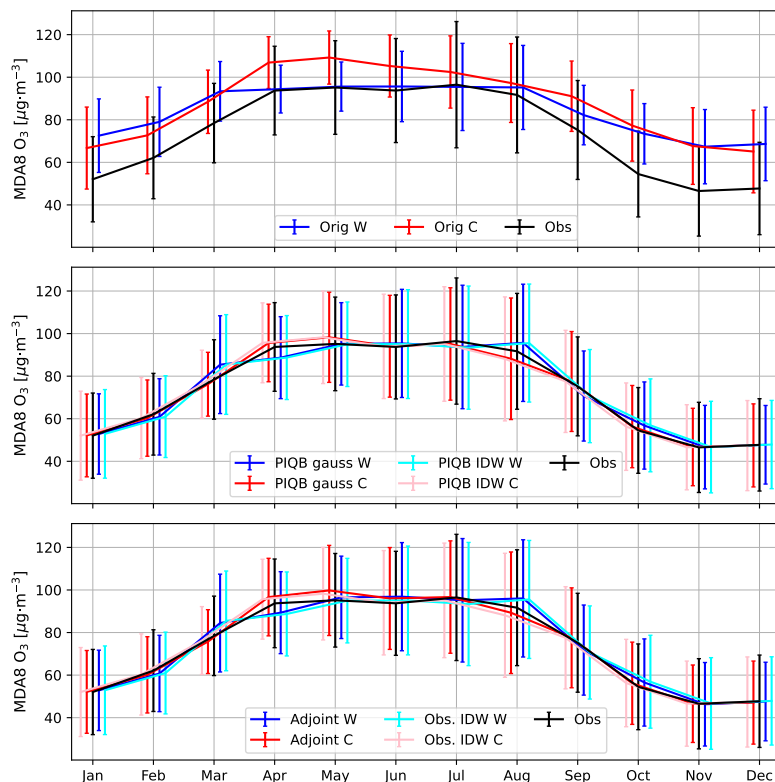 MDA8 O3 [μg·m−3]
120
100
80
60
40
Orig W Orig C Obs
MDA8 O3 [μg·m−3]
120
100
80
60
40
PIQB gauss W PIQB IDW W Obs
PIQB gauss C PIQB IDW C
MDA8 O3 [μg·m−3]
120
100
80
60
40
Adjoint W Obs. IDW W Obs
Adjoint C Obs. IDW C
Jan Feb Mar Apr May Jun Jul Aug Sep Oct Nov Dec